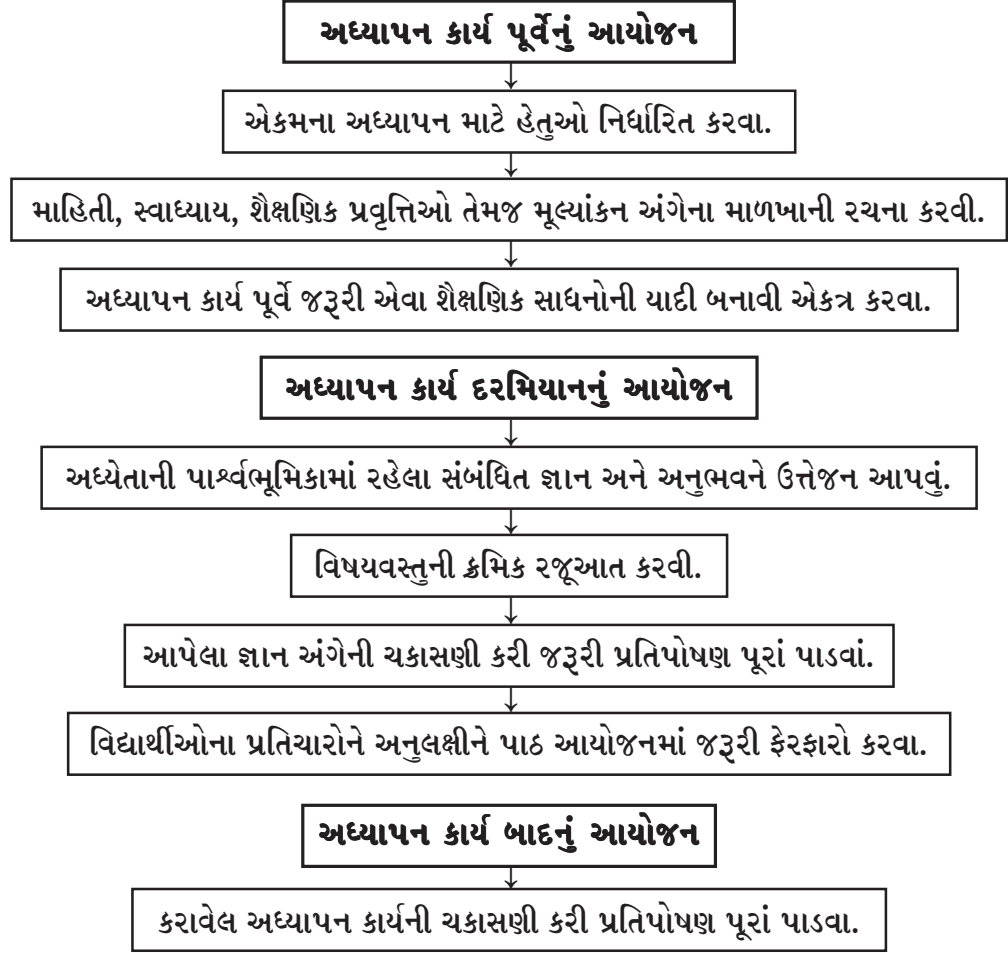 અધ્યાપન કાર્ય પૂર્વેનું આયોજન
એકમના અધ્યાપન માટે હેતુઓ નિર્ધારિત કરવા.
માહિતી, સ્વાધ્યાય, શૈક્ષણિક પ્રવૃત્તિઓ તેમજ મૂલ્યાંકન અંગેના માળખાની રચના કરવી.
અધ્યાપન કાર્ય પૂર્વે જરૂરી એવા શૈક્ષણિક સાધનોની યાદી બનાવી એકત્ર કરવા.
અધ્યાપન કાર્ય દરમિયાનનું આયોજન
અધ્યેતાની પાર્શ્વભૂમિકામાં રહેલા સંબંધિત જ્ઞાન અને અનુભવને ઉત્તેજન આપવું.
વિષયવસ્તુની ક્રમિક રજૂઆત કરવી.
આપેલા જ્ઞાન અંગેની ચકાસણી કરી જરૂરી પ્રતિપોષણ પૂરાં પાડવાં.
વિદ્યાર્થીઓના પ્રતિચારોને અનુલક્ષીને પાઠ આયોજનમાં જરૂરી ફેરફારો કરવા.
અધ્યાપન કાર્ય બાદનું આયોજન
કરાવેલ અધ્યાપન કાર્યની ચકાસણી કરી પ્રતિપોષણ પૂરાં પાડવા.